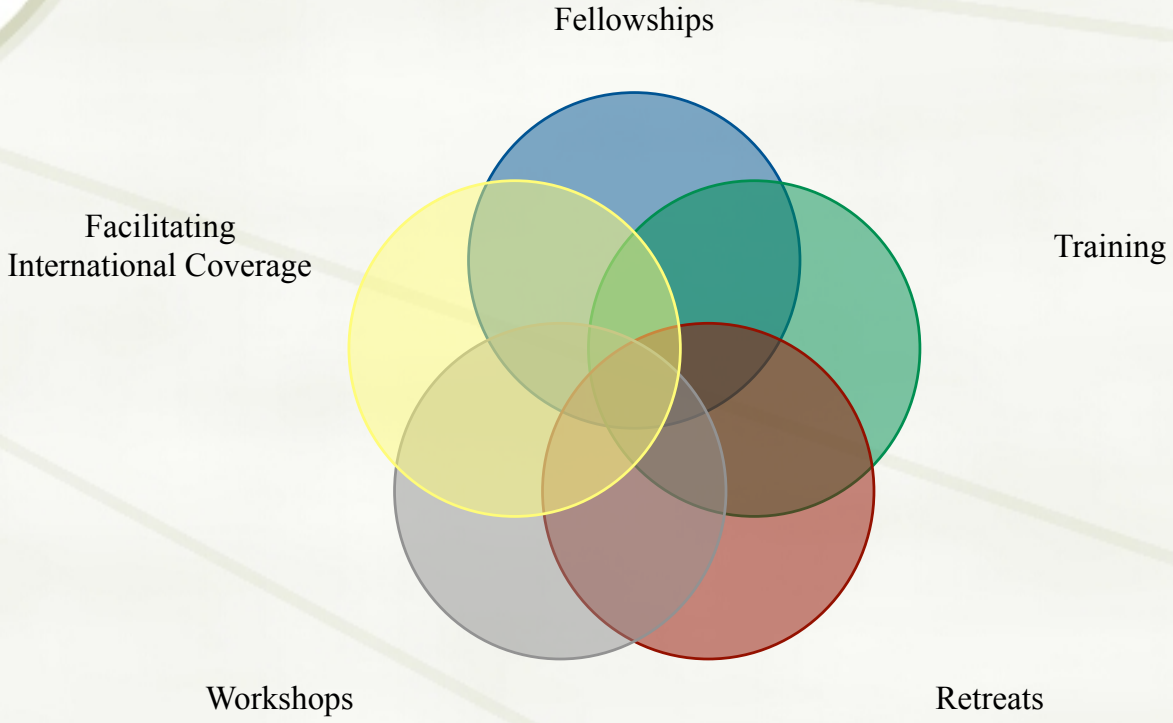 Fellowships
Facilitating
International Coverage
Training
Workshops
Retreats